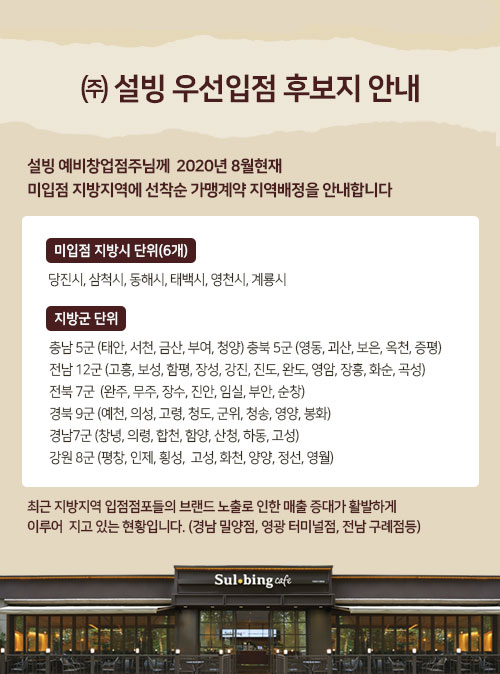 ㈜ 설빙 우선입점 후보지 안내
설빙 예비창업점주님께 2020년 8월현재
미입점 지방지역에 선착순 가맹계약 지역배정을 안내합니다
미입점 지방시 단위(6개)
당진시, 삼척시, 동해시, 태백시, 영천시, 계룡시
지방군 단위
충남 5군 (태안, 서천, 금산, 부여, 청양) 충북 5군 (영동, 괴산, 보은, 옥천, 증평)
전남 12군 (고흥, 보성, 함평, 장성, 강진, 진도, 완도, 영암, 장흥, 화순, 곡성)
전북 7군 (완주, 무주, 장수, 진안, 임실, 부안, 순창)
경북 9군 (예천, 의성, 고령, 청도, 군위, 청송, 영양, 봉화)
경남7군 (창녕, 의령, 합천, 함양, 산청, 하동, 고성)
강원 8군 (평창, 인제, 횡성, 고성, 화천, 양양, 정선, 영월)
최근 지방지역 입점점포들의 브랜드 노출로 인한 매출 증대가 활발하게
이루어 지고 있는 현황입니다. (경남 밀양점, 영광 터미널점, 전남 구례점등)
Sul·bing cafe